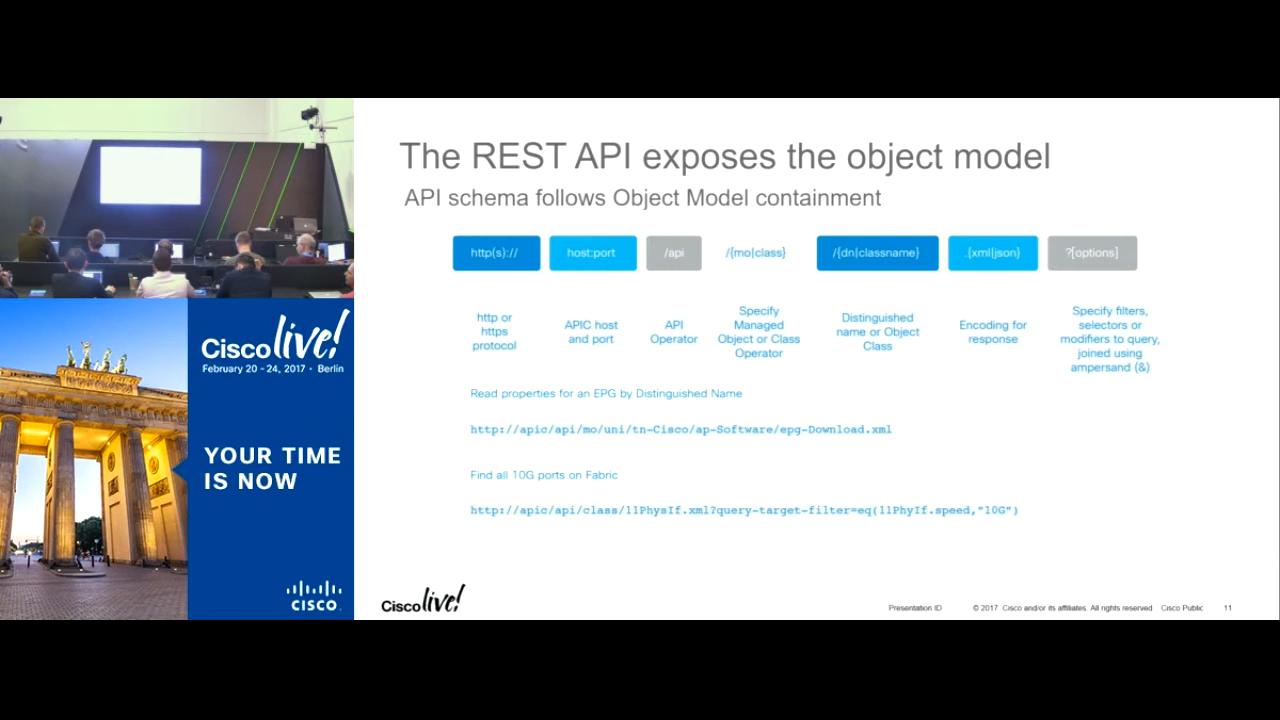 The REST API exposes the object model
API schema follows Object Model containment
http(s)://
host:port
/api
/{mo|class}
/{dn|classname}
.{xml|json}
?[options]
http or
https
protocol
APIC host
and port
API
Operator
Specify
Managed
Object or Class
Operator
Distinguished
name or Object
Class
Encoding for
response
Specify filters,
selectors or
modifiers to query,
joined using
ampersand (&)
Read properties for an EPG by Distinguished Name
http://apic/api/mo/uni/tn-Cisco/ap-Software/epg-Download.xml
Find all 10G ports on Fabric
http://apic/api/class/l1PhysIf.xml?query-target-filter=eq(l1PhyIf.speed,"10G")
Cisco live!
February 20 - 24, 2017 • Berlin
YOUR TIME
IS NOW
CISCO
Cisco live!
Presentation ID
© 2017 Cisco and/or its affiliates. All rights reserved
Cisco Public
11